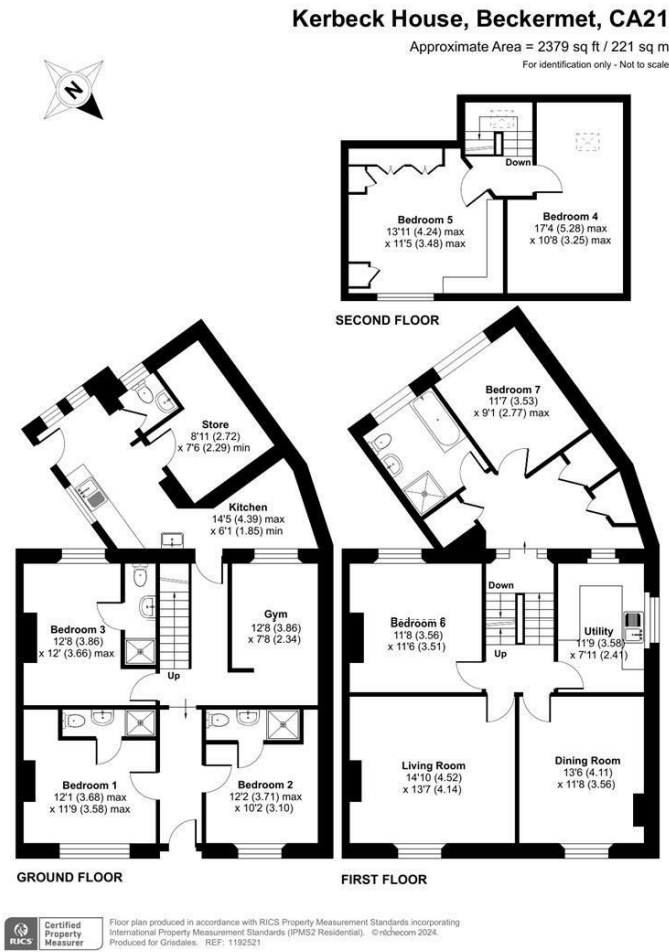 Kerbeck House, Beckermet, CA21
Approximate Area = 2379 sq ft / 221 sq m
For identification only - Not to scale
N
Down
Bedroom 5
13'11 (4.24) max
x 11'5 (3.48) max
Bedroom 4
17'4 (5.28) max
x 10'8 (3.25) max
SECOND FLOOR
Store
8'11 (2.72)
x 7'6 (2.29) min
Kitchen
14'5 (4.39) max
x 6'1 (1.85) min
Bedroom 3
12'8 (3.86)
x 12' (3.66) max
Gym
12'8 (3.86)
x 7'8 (2.34)
Up
Bedroom 1
12'1 (3.68) max
x 11'9 (3.58) max
Bedroom 2
12'2 (3.71) max
x 10'2 (3.10)
GROUND FLOOR
Bedroom 7
11'7 (3.53)
x 9'1 (2.77) max
Down
Bedroom 6
11'8 (3.56)
x 11'6 (3.51)
Up
Utility
11'9 (3.58)
x 7'11 (2.41)
Living Room
14'10 (4.52)
x 13'7 (4.14)
Dining Room
13'6 (4.11)
x 11'8 (3.56)
FIRST FLOOR
RICS
Certified
Property
Measurer
Floor plan produced in accordance with RICS Property Measurement Standards incorporating
International Property Measurement Standards (IPMS2 Residential). © nichecom 2024.
Produced for Grisdales. REF: 1192521